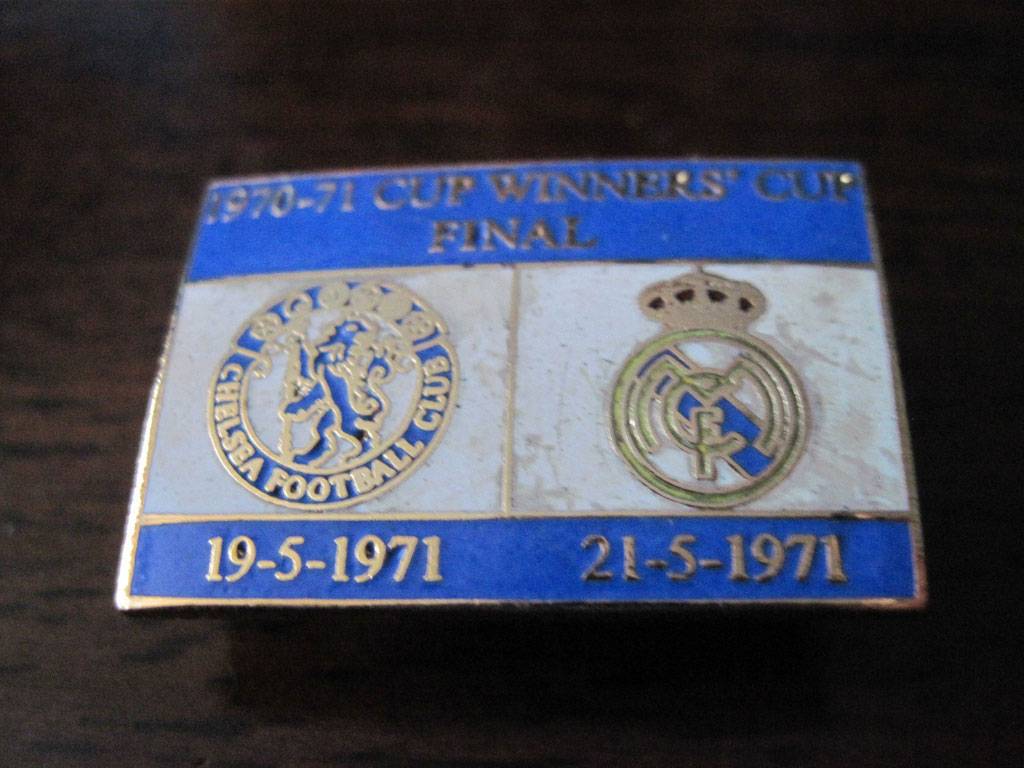 1970-71 CUP WINNERS' CUP
FINAL
CHELSEA FOOTBALL CLUB
19-5-1971
21-5-1971